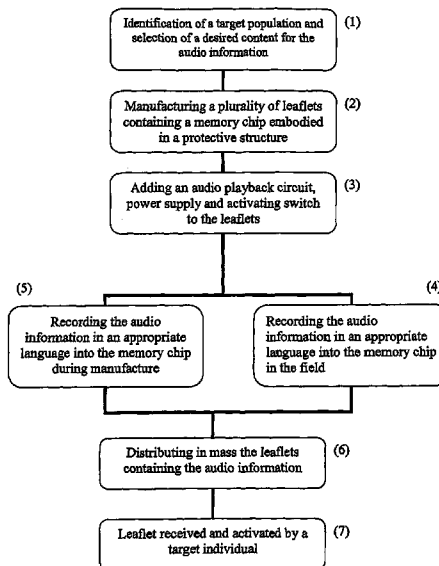 (1)
Identification of a target population and
selection of a desired content for the
audio information
(2)
Manufacturing a plurality of leaflets
containing a memory chip embodied
in a protective structure
(3)
Adding an audio playback circuit,
power supply and activating switch
to the leaflets
(5)
Recording the audio
information in an appropriate
language into the memory chip
during manufacture
(4)
Recording the audio
information in an appropriate
language into the memory chip
in the field
(6)
Distributing in mass the leaflets
containing the audio information
(7)
Leaflet received and activated by a
target individual